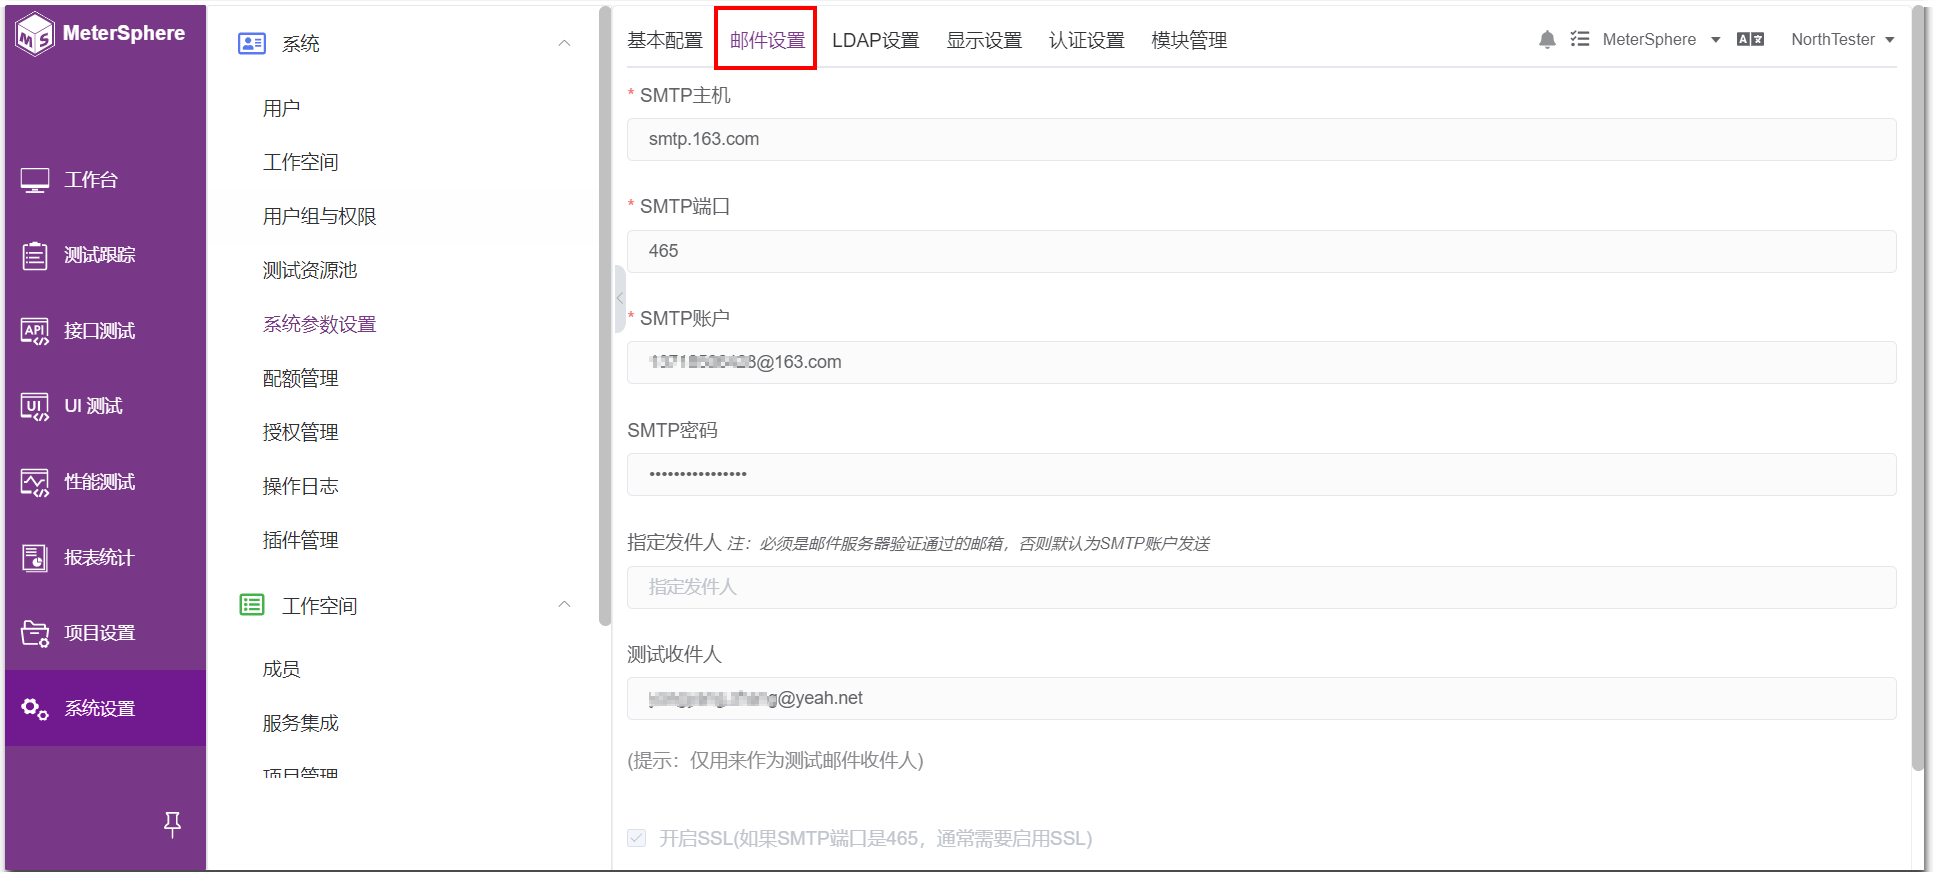 MeterSphere
工作台
测试跟踪
接口测试
UI 测试
性能测试
报表统计
项目设置
系统设置
系统
用户
工作空间
用户组与权限
测试资源池
系统参数设置
配额管理
授权管理
操作日志
插件管理
工作空间
成员
服务集成
项目管理
基本配置 邮件设置 LDAP设置 显示设置 认证设置 模块管理 MeterSphere NorthTester
* SMTP主机
smtp.163.com
* SMTP端口
465
* SMTP账户
@163.com
SMTP密码
••••••••••••••••
指定发件人 注：必须是邮件服务器验证通过的邮箱，否则默认为SMTP账户发送
指定发件人
测试收件人
@yeah.net
(提示：仅用来作为测试邮件收件人)
开启SSL(如果SMTP端口是465，通常需要启用SSL)